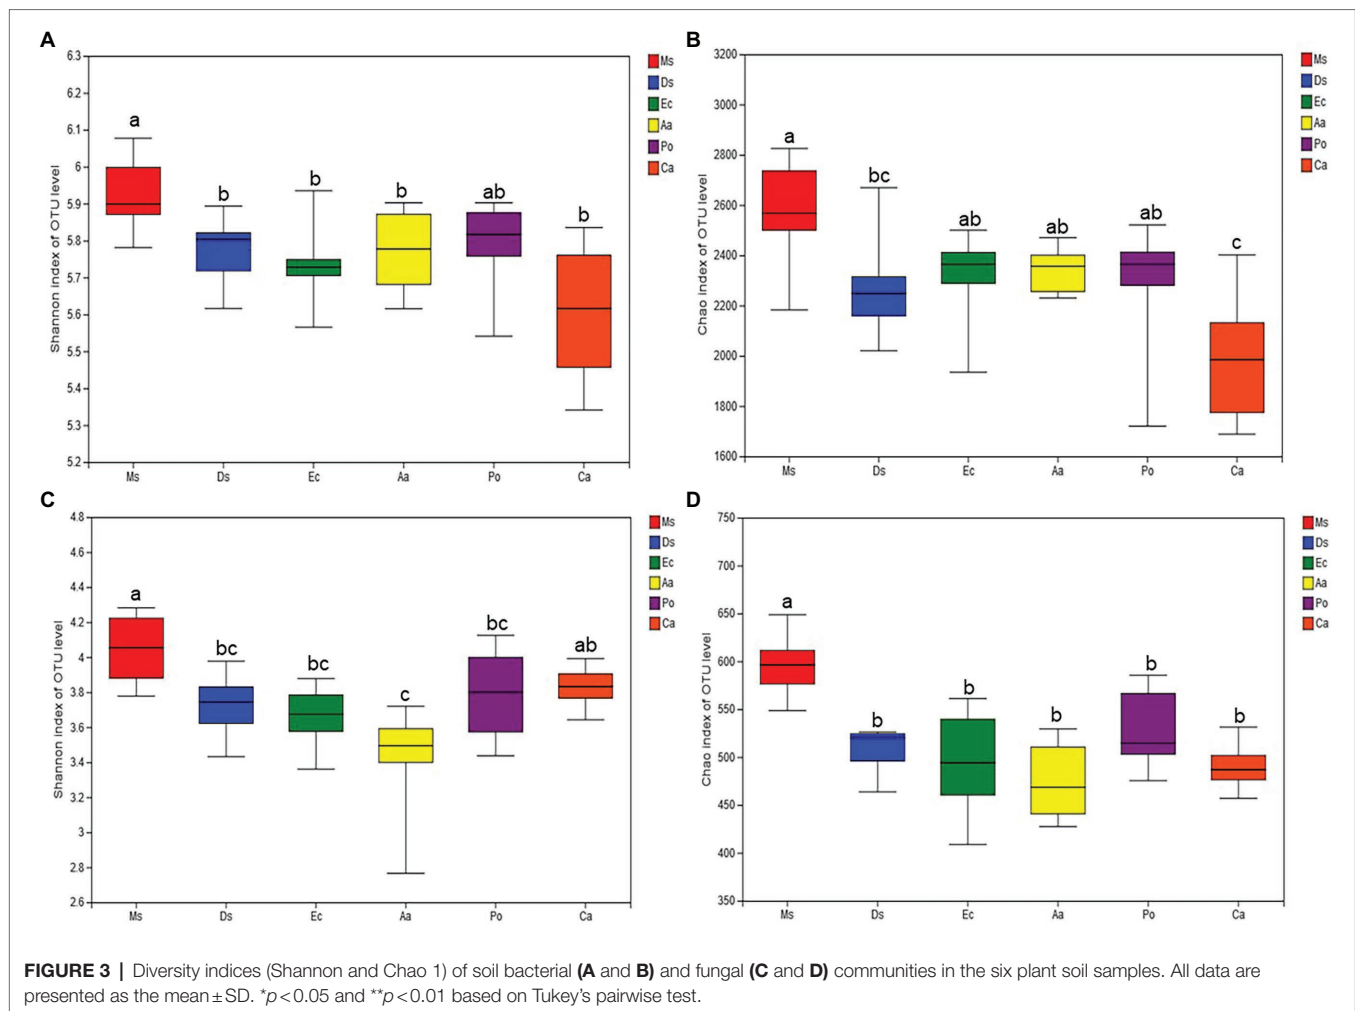 A
6.3
6.2
6.1
6
5.9
5.8
5.7
5.6
5.5
5.4
5.3
5.2
Shannon index of OTU level
a
b
b
b
ab
b
Ms
Ds
Ec
Aa
Po
Ca
Ms
Ds
Ec
Aa
Po
Ca
B
3200
3000
2800
2600
2400
2200
2000
1800
1600
Chao index of OTU level
a
bc
ab
ab
ab
c
Ms
Ds
Ec
Aa
Po
Ca
Ms
Ds
Ec
Aa
Po
Ca
C
4.8
4.6
4.4
4.2
4
3.8
3.6
3.4
3.2
3
2.8
2.6
Shannon index of OTU level
a
bc
bc
c
bc
ab
Ms
Ds
Ec
Aa
Po
Ca
Ms
Ds
Ec
Aa
Po
Ca
D
750
700
650
600
550
500
450
400
350
Chao index of OTU level
a
b
b
b
b
b
Ms
Ds
Ec
Aa
Po
Ca
Ms
Ds
Ec
Aa
Po
Ca
FIGURE 3 | Diversity indices (Shannon and Chao 1) of soil bacterial (A and B) and fungal (C and D) communities in the six plant soil samples. All data are
presented as the mean ± SD. *p < 0.05 and **p < 0.01 based on Tukey's pairwise test.